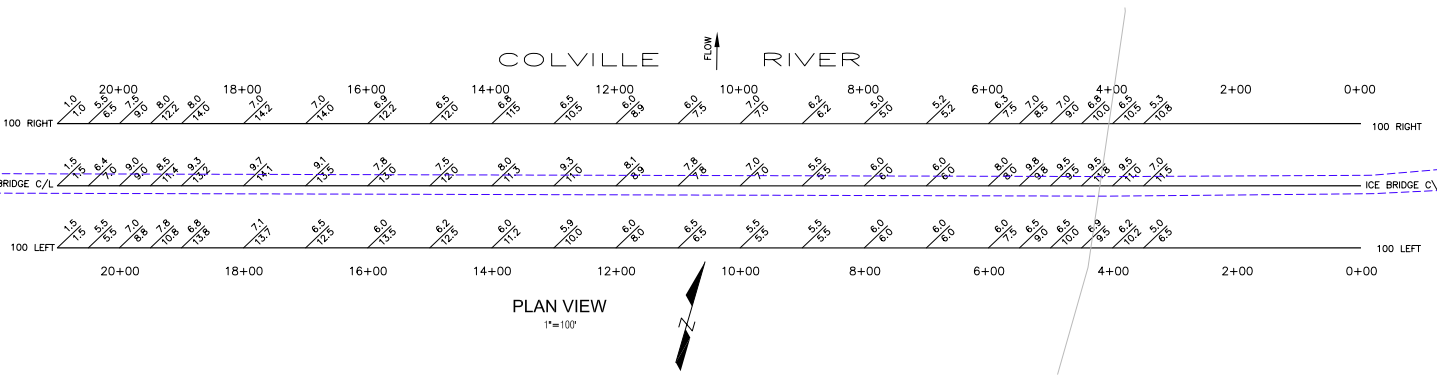 COLVILLE RIVER
FLOW
20+00 18+00 16+00 14+00 12+00 10+00 8+00 6+00 4+00 2+00 0+00
1.0 5.5 7.5 8.0 8.0 7.0 7.0 6.9 6.5 6.8 6.5 6.0 6.0 7.0 6.2 5.0 5.2 6.3 7.0 7.0 6.8 6.5 5.3
1.0 6.5 9.0 12.2 14.0 14.2 14.0 12.2 12.0 115 10.5 8.9 7.5 7.0 6.2 5.0 5.2 7.5 8.5 9.0 10.0 10.5 10.8
100 RIGHT 100 RIGHT
1.5 6.4 9.0 8.5 9.3 9.7 9.1 7.8 7.5 8.0 9.3 8.1 7.8 7.0 5.5 6.0 6.0 8.0 9.8 9.5 9.5 9.5 7.0
1.5 7.0 9.0 11.4 13.2 14.1 13.5 13.0 12.0 11.3 11.0 8.9 7.8 7.0 5.5 6.0 6.0 8.0 9.8 9.5 11.8 11.0 11.5
BRIDGE C/L ICE BRIDGE C\
1.5 5.5 7.0 7.8 6.8 7.1 6.5 6.0 6.2 6.0 5.9 6.0 6.5 5.5 5.5 6.0 6.0 6.0 6.5 6.5 6.9 6.2 5.0
1.5 5.5 8.8 10.8 13.8 13.7 12.5 13.5 12.5 11.2 10.0 8.0 6.5 5.5 5.5 6.0 6.0 7.5 9.0 10.0 9.5 10.2 6.5
100 LEFT 100 LEFT
20+00 18+00 16+00 14+00 12+00 10+00 8+00 6+00 4+00 2+00 0+00
PLAN VIEW
1"=100'
N